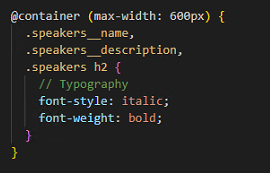 @container (max-width: 600px) {
  .speakers__name,
  .speakers__description,
  .speakers h2 {
    // Typography
    font-style: italic;
    font-weight: bold;
  }
}